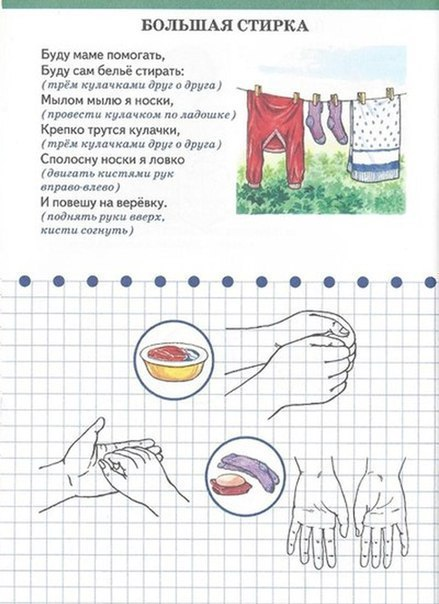 БОЛЬШАЯ СТИРКА
Буду маме помогать,
Буду сам бельё стирать:
(трём кулачками друг о друга)
Мылом мылю я носки,
(провести кулачком по ладошке)
Крепко трутся кулачки,
(трём кулачками друг о друга)
Сполосну носки я ловко
(двигать кистями рук
вправо-влево)
И повешу на верёвку.
(поднять руки вверх,
кисти согнуть)